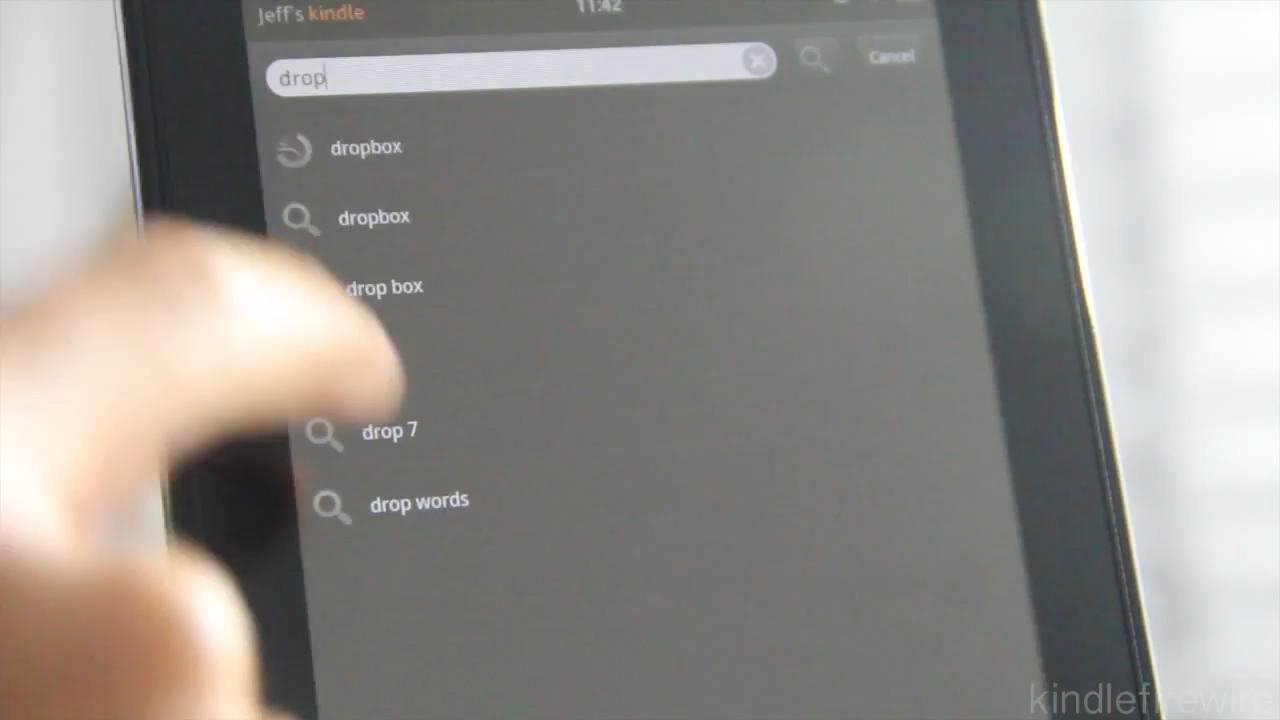 Jeff's kindle
11:42
drop
Cancel
dropbox
dropbox
drop box
drop 7
drop words
kindlefirewire